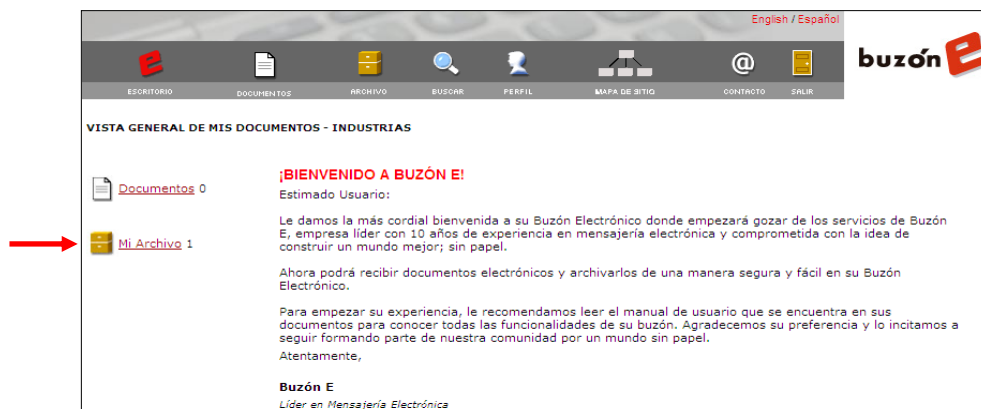 English / Español
buzón e
ESCRITORIO DOCUMENTOS ARCHIVO BUSCAR PERFIL MAPA DE SITIO CONTACTO SALIR
VISTA GENERAL DE MIS DOCUMENTOS - INDUSTRIAS
Documentos 0
Mi Archivo 1
¡BIENVENIDO A BUZÓN E!
Estimado Usuario:
Le damos la más cordial bienvenida a su Buzón Electrónico donde empezará gozar de los servicios de Buzón
E, empresa líder con 10 años de experiencia en mensajería electrónica y comprometida con la idea de
construir un mundo mejor; sin papel.
Ahora podrá recibir documentos electrónicos y archivarlos de una manera segura y fácil en su Buzón
Electrónico.
Para empezar su experiencia, le recomendamos leer el manual de usuario que se encuentra en sus
documentos para conocer todas las funcionalidades de su buzón. Agradecemos su preferencia y lo incitamos a
seguir formando parte de nuestra comunidad por un mundo sin papel.
Atentamente,
Buzón E
Líder en Mensajería Electrónica